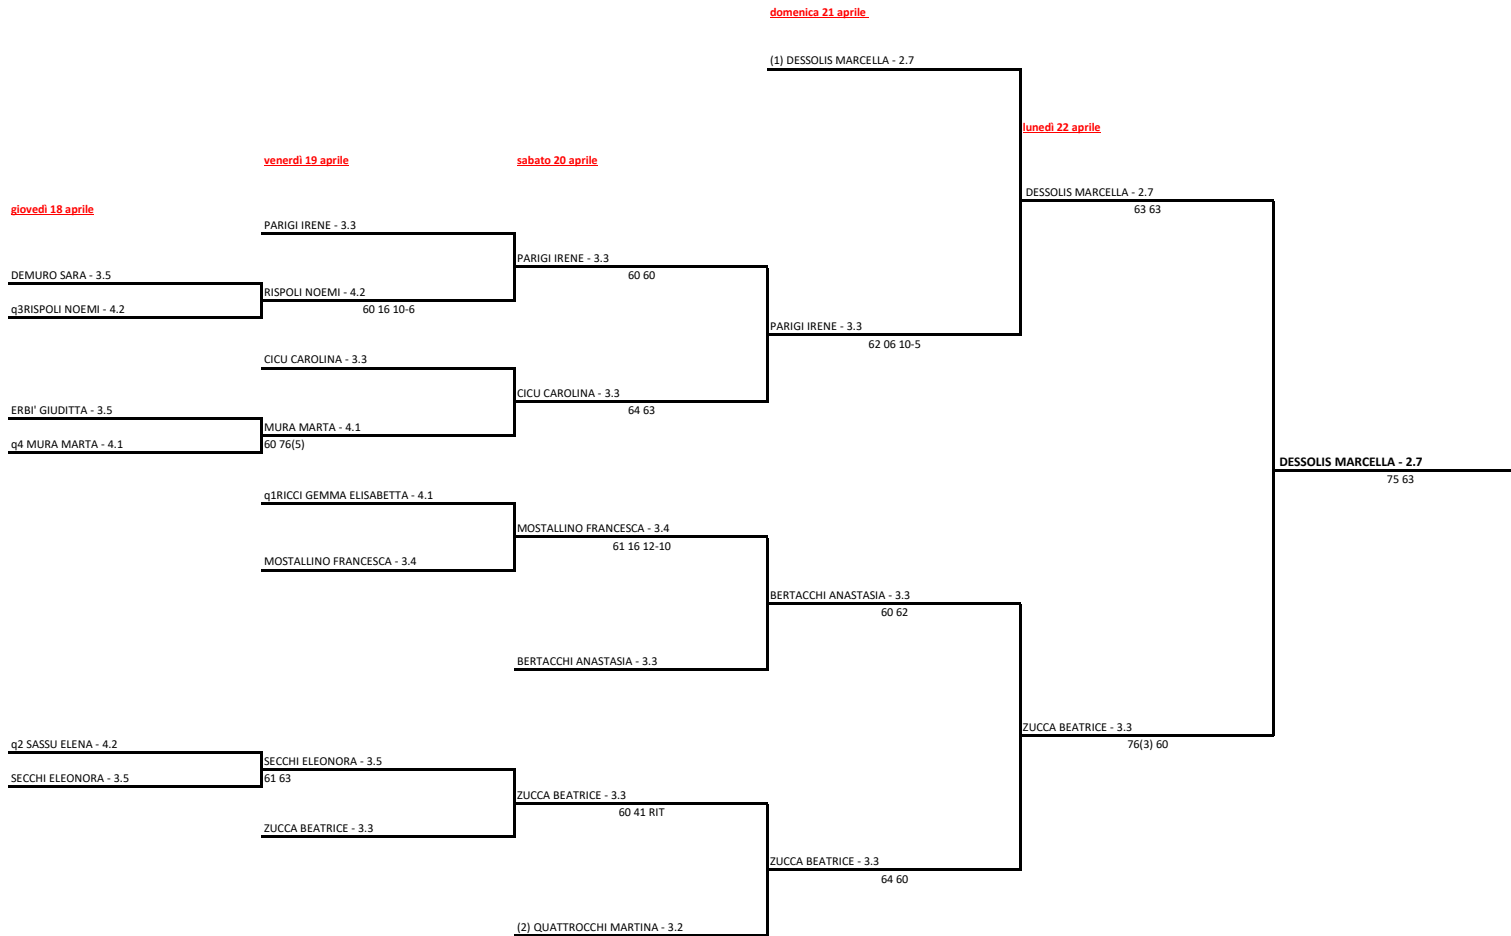 domenica 21 aprile
(1) DESSOLIS MARCELLA - 2.7
lunedì 22 aprile
venerdì 19 aprile
sabato 20 aprile
DESSOLIS MARCELLA - 2.7
63 63
giovedì 18 aprile
PARIGI IRENE - 3.3
PARIGI IRENE - 3.3
60 60
DEMURO SARA - 3.5
RISPOLI NOEMI - 4.2
60 16 10-6
q3RISPOLI NOEMI - 4.2
PARIGI IRENE - 3.3
62 06 10-5
CICU CAROLINA - 3.3
CICU CAROLINA - 3.3
64 63
ERBI' GIUDITTA - 3.5
MURA MARTA - 4.1
60 76(5)
q4 MURA MARTA - 4.1
DESSOLIS MARCELLA - 2.7
75 63
q1RICCI GEMMA ELISABETTA - 4.1
MOSTALLINO FRANCESCA - 3.4
61 16 12-10
MOSTALLINO FRANCESCA - 3.4
BERTACCHI ANASTASIA - 3.3
60 62
BERTACCHI ANASTASIA - 3.3
ZUCCA BEATRICE - 3.3
76(3) 60
q2 SASSU ELENA - 4.2
SECCHI ELEONORA - 3.5
61 63
SECCHI ELEONORA - 3.5
ZUCCA BEATRICE - 3.3
60 41 RIT
ZUCCA BEATRICE - 3.3
ZUCCA BEATRICE - 3.3
64 60
(2) QUATTROCCHI MARTINA - 3.2